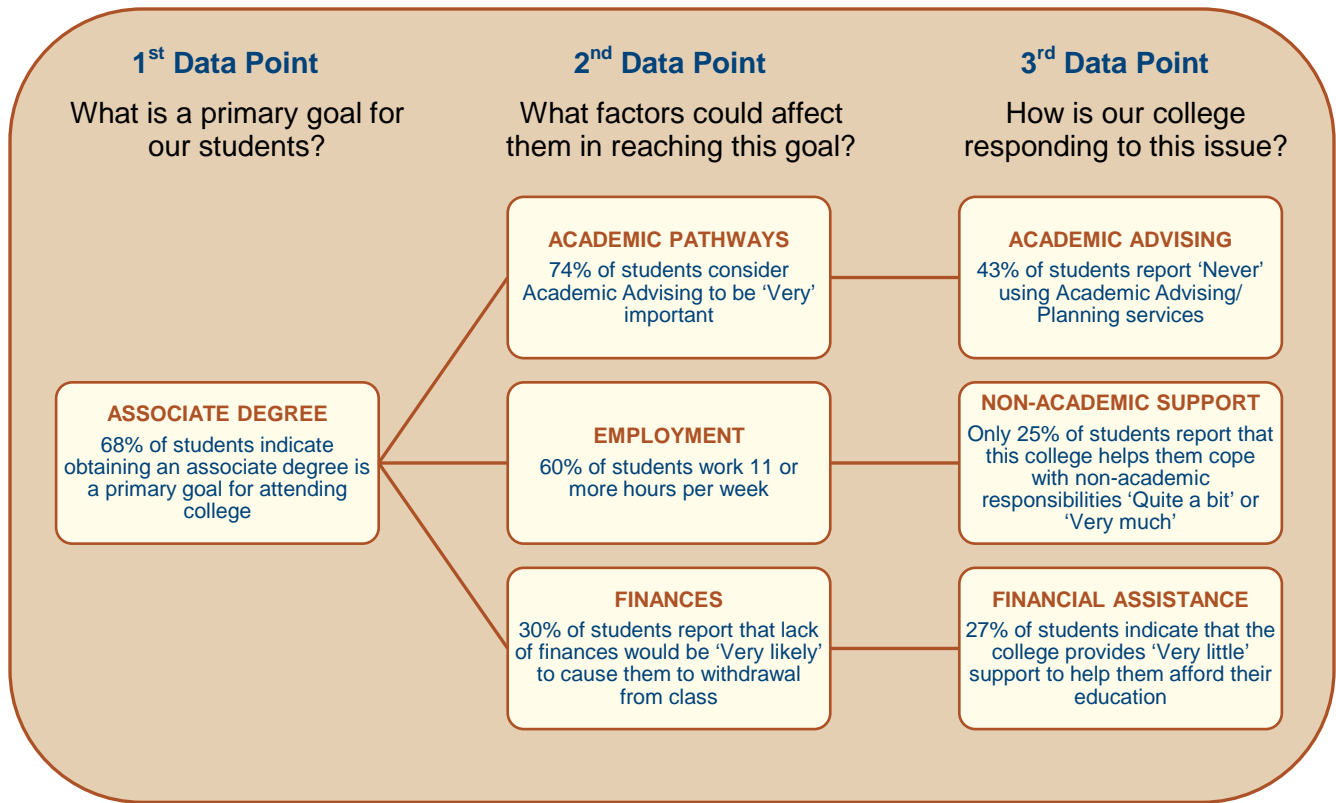 1st Data Point
What is a primary goal for
our students?
2nd Data Point
What factors could affect
them in reaching this goal?
3rd Data Point
How is our college
responding to this issue?
ASSOCIATE DEGREE
68% of students indicate
obtaining an associate degree is
a primary goal for attending
college
ACADEMIC PATHWAYS
74% of students consider
Academic Advising to be ‘Very’
important
ACADEMIC ADVISING
43% of students report ‘Never’
using Academic Advising/
Planning services
EMPLOYMENT
60% of students work 11 or
more hours per week
NON-ACADEMIC SUPPORT
Only 25% of students report that
this college helps them cope
with non-academic
responsibilities ‘Quite a bit’ or
‘Very much’
FINANCES
30% of students report that lack
of finances would be ‘Very likely’
to cause them to withdrawal
from class
FINANCIAL ASSISTANCE
27% of students indicate that the
college provides ‘Very little’
support to help them afford their
education